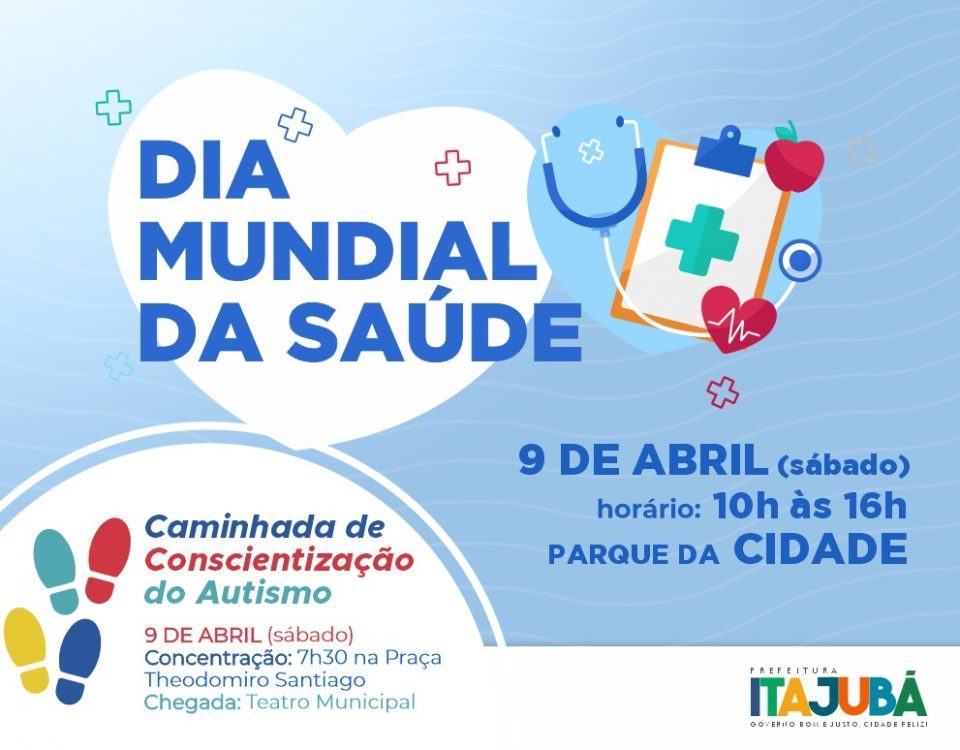 DIA
MUNDIAL
DA SAÚDE
9 DE ABRIL (sábado)
horário: 10h às 16h
PARQUE DA CIDADE
Caminhada de
Conscientização
do Autismo
9 DE ABRIL (sábado)
Concentração: 7h30 na Praça
Theodomiro Santiago
Chegada: Teatro Municipal
PREFEITURA
ITAJUBÁ
GOVERNO BOM E JUSTO, CIDADE FELIZ!